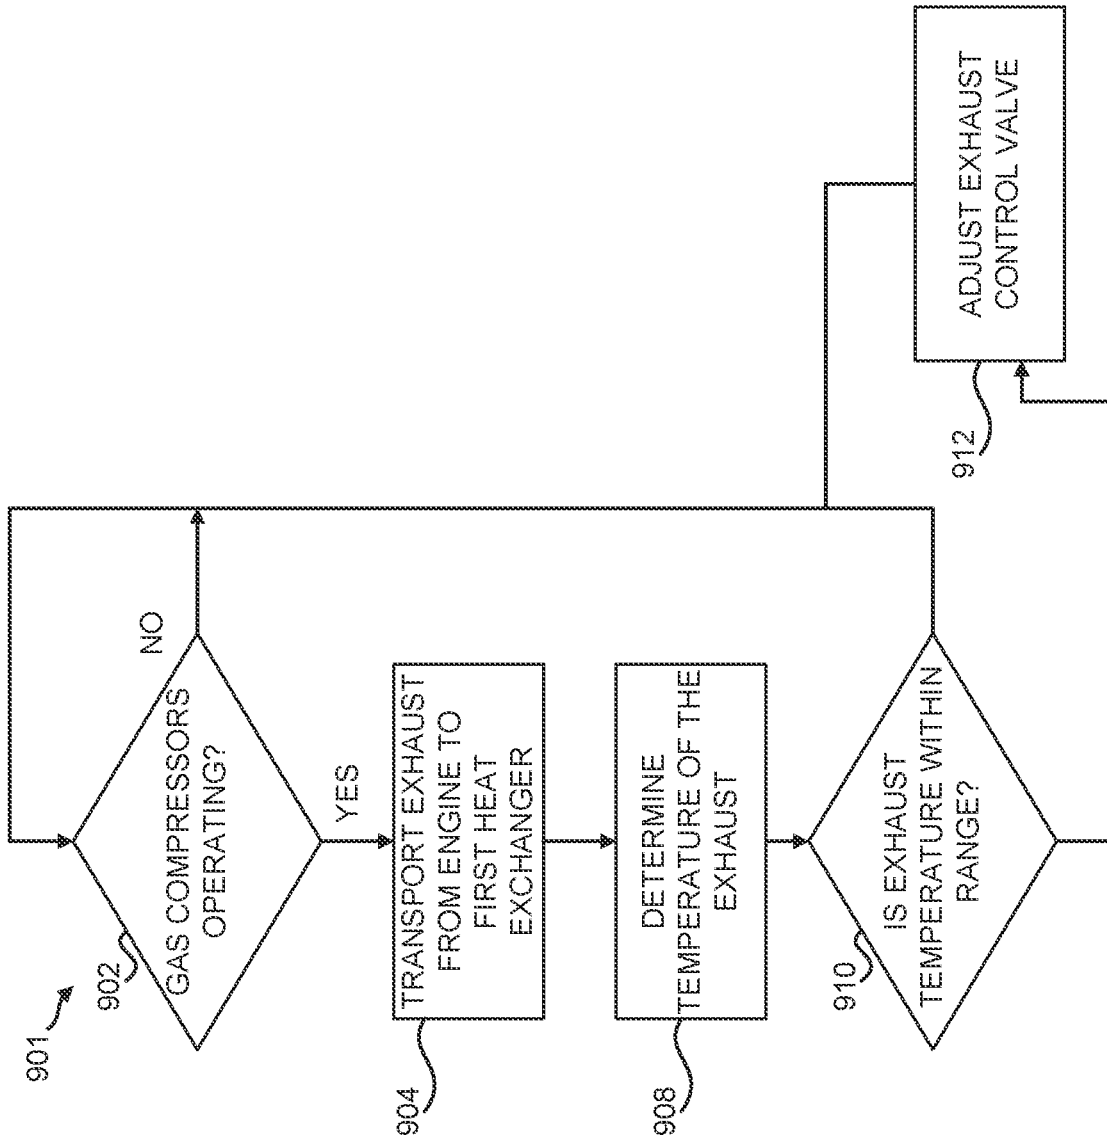 901
902
GAS COMPRESSORS
OPERATING?
NO
YES
904
TRANSPORT EXHAUST
FROM ENGINE TO
FIRST HEAT
EXCHANGER
908
DETERMINE
TEMPERATURE OF THE
EXHAUST
910
IS EXHAUST
TEMPERATURE WITHIN
RANGE?
912
ADJUST EXHAUST
CONTROL VALVE